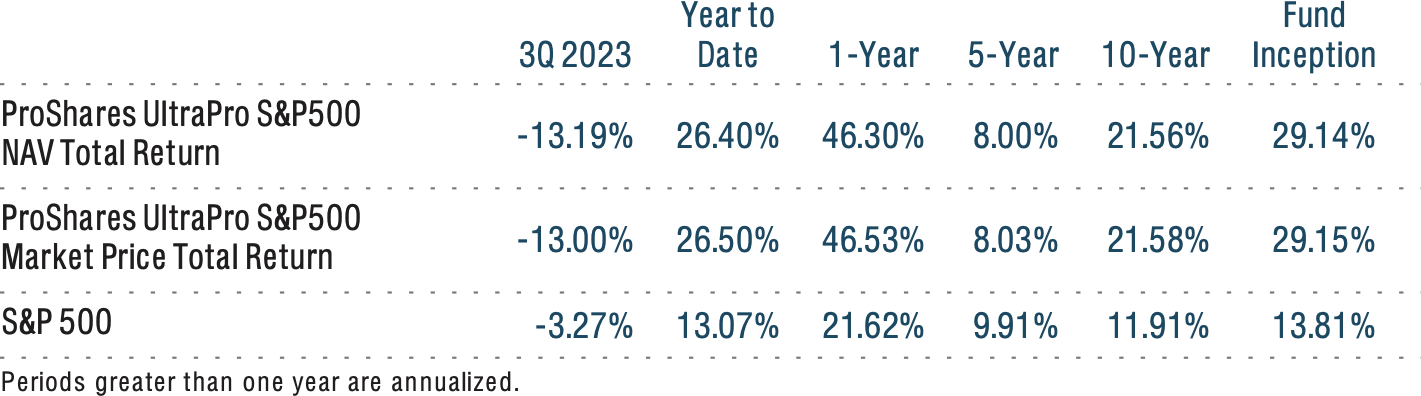 Year to Fund
3Q 2023 Date 1-Year 5-Year 10-Year Inception
ProShares UltraPro S&P500
NAV Total Return -13.19% 26.40% 46.30% 8.00% 21.56% 29.14%
ProShares UltraPro S&P500
Market Price Total Return -13.00% 26.50% 46.53% 8.03% 21.58% 29.15%
S&P 500 -3.27% 13.07% 21.62% 9.91% 11.91% 13.81%
Periods greater than one year are annualized.